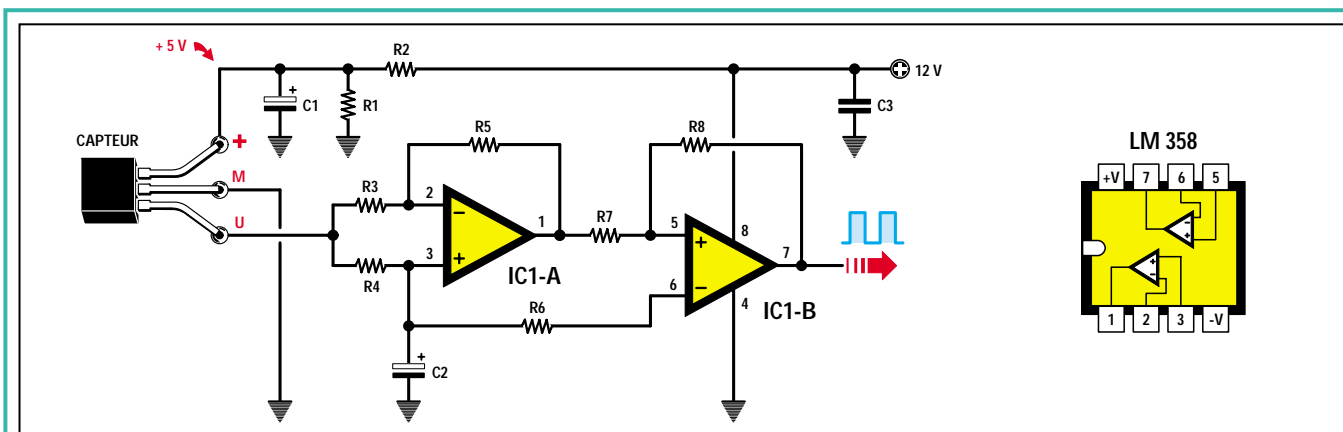 + 5 V
R2
12 V
C1
R1
C3
CAPTEUR
+
M
U
+
R5
R8
R3
2
−
1
R7
5
+
8
7
3
+
R4
IC1-A
6
−
4
IC1-B
R6
+
C2
LM 358
+V 7 6 5
−
+
+
−
1 2 3 -V